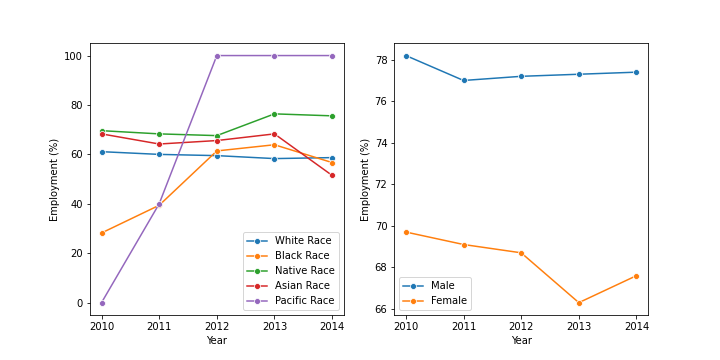 100
80
60
40
20
0
Employment (%)
2010 2011 2012 2013 2014
Year
White Race
Black Race
Native Race
Asian Race
Pacific Race
78
76
74
72
70
68
66
Employment (%)
2010 2011 2012 2013 2014
Year
Male
Female